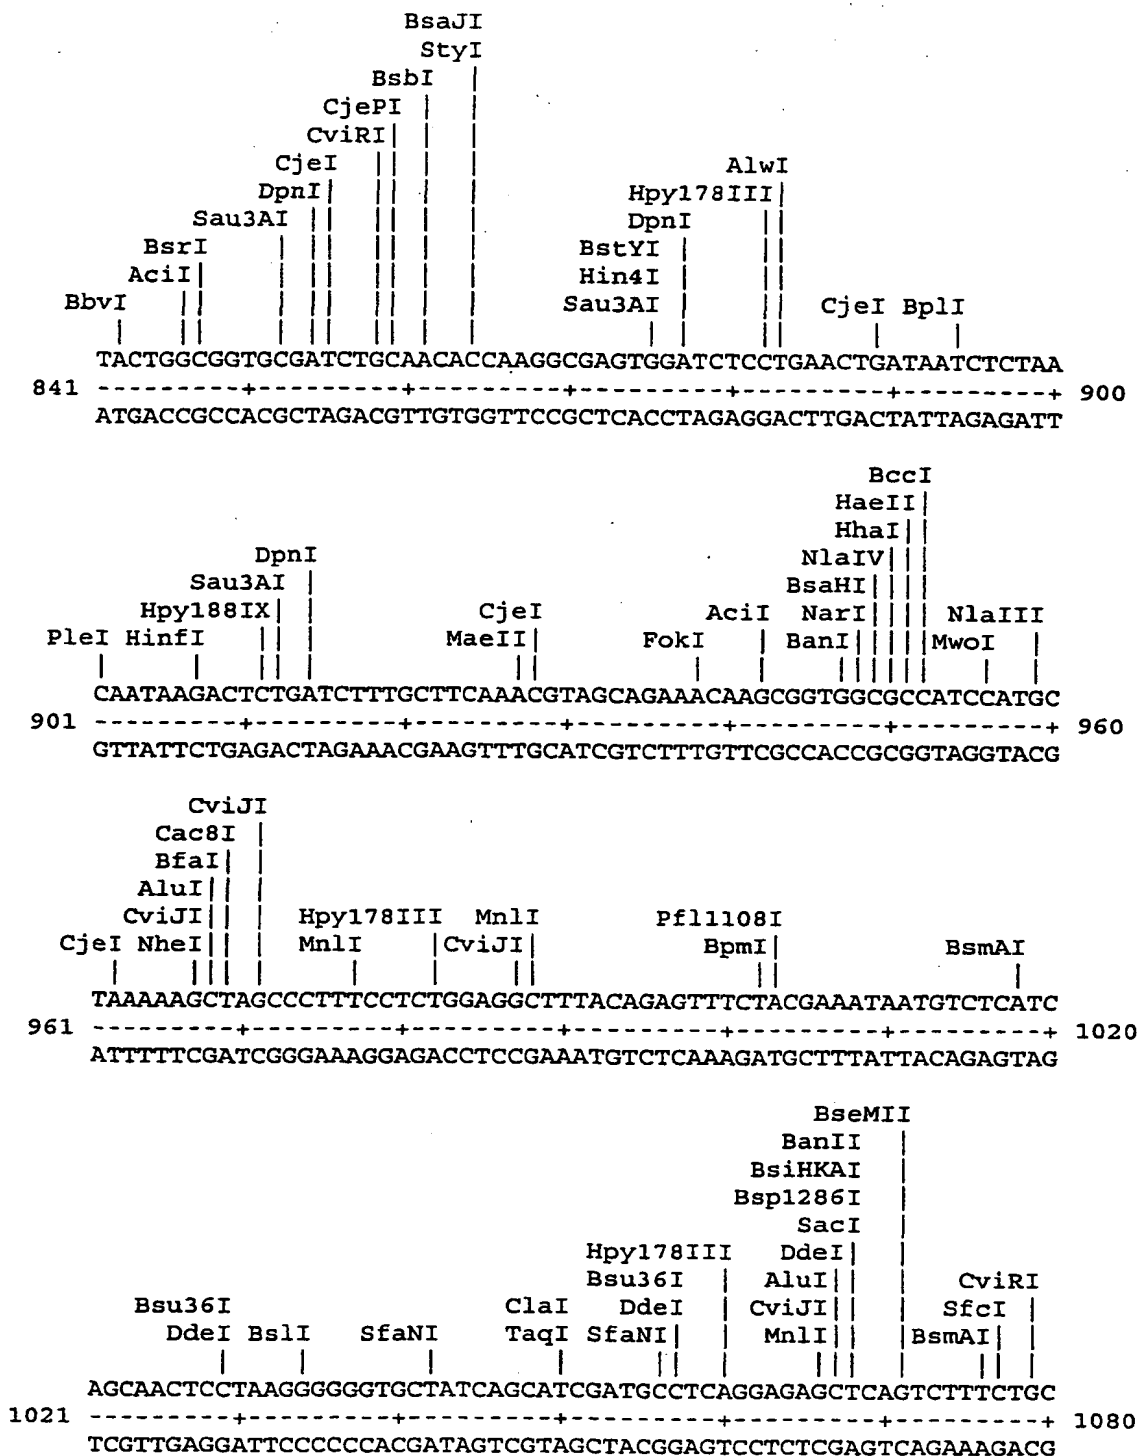 BsaJI
StyI
BsbI
CjePI
CviRI
CjeI AlwI
DpnI Hpy178III
Sau3AI DpnI
BsrI BstYI
AciI Hin4I
BbvI Sau3AI CjeI BplI
TACTGGCGGTGCGATCTGCAACACCAAGGCGAGTGGATCTCCTGAACTGATAATCTCTAA
841 ---------+---------+---------+---------+---------+---------+ 900
ATGACCGCCACGCTAGACGTTGTGGTTCCGCTCACCTAGAGGACTTGACTATTAGAGATT
BccI
HaeII
HhaI
DpnI NlaIV
Sau3AI BsaHI
Hpy188IX CjeI AciI NarI NlaIII
PleI HinfI MaeII FokI BanI MwoI
CAATAAGACTCTGATCTTTGCTTCAAACGTAGCAGAAACAAGCGGTGGCGCCATCCATGC
901 ---------+---------+---------+---------+---------+---------+ 960
GTTATTCTGAGACTAGAAACGAAGTTTGCATCGTCTTTGTTCGCCACCGCGGTAGGTACG
CviJI
Cac8I
BfaI
AluI
CviJI Hpy178III MnlI Pfl1108I
CjeI NheI MnlI CviJI BpmI BsmAI
TAAAAAGCTAGCCCTTTCCTCTGGAGGCTTTACAGAGTTTCTACGAAATAATGTCTCATC
961 ---------+---------+---------+---------+---------+---------+ 1020
ATTTTTCGATCGGGAAAGGAGACCTCCGAAATGTCTCAAAGATGCTTTATTACAGAGTAG
BseMII
BanII
BsiHKAI
Bsp1286I
SacI
Hpy178III DdeI
Bsu36I AluI CviRI
Bsu36I ClaI DdeI CviJI SfcI
DdeI BslI SfaNI TaqI SfaNI MnlI BsmAI
AGCAACTCCTAAGGGGGGTGCTATCAGCATCGATGCCTCAGGAGAGCTCAGTCTTTCTGC
1021 ---------+---------+---------+---------+---------+---------+ 1080
TCGTTGAGGATTCCCCCCACGATAGTCGTAGCTACGGAGTCCTCTCGAGTCAGAAAGACG